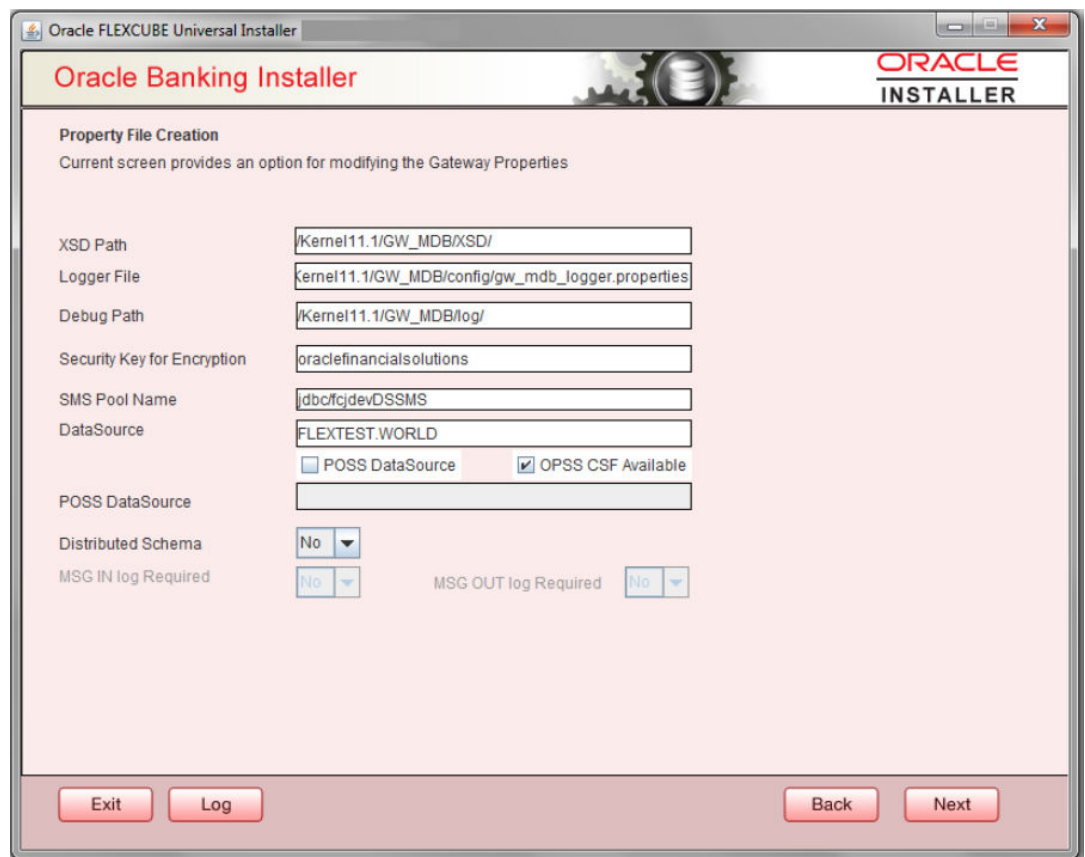 Oracle FLEXCUBE Universal Installer
Oracle Banking Installer
ORACLE
INSTALLER
Property File Creation
Current screen provides an option for modifying the Gateway Properties
XSD Path /Kernel11.1/GW_MDB/XSD/
Logger File Kernel11.1/GW_MDB/config/gw_mdb_logger.properties
Debug Path /Kernel11.1/GW_MDB/log/
Security Key for Encryption oraclefinancialsolutions
SMS Pool Name jdbc/fcjdevDSSMS
DataSource FLEXTEST.WORLD
POSS DataSource OPSS CSF Available
POSS DataSource
Distributed Schema No
MSG IN log Required No MSG OUT log Required No
Exit Log Back Next